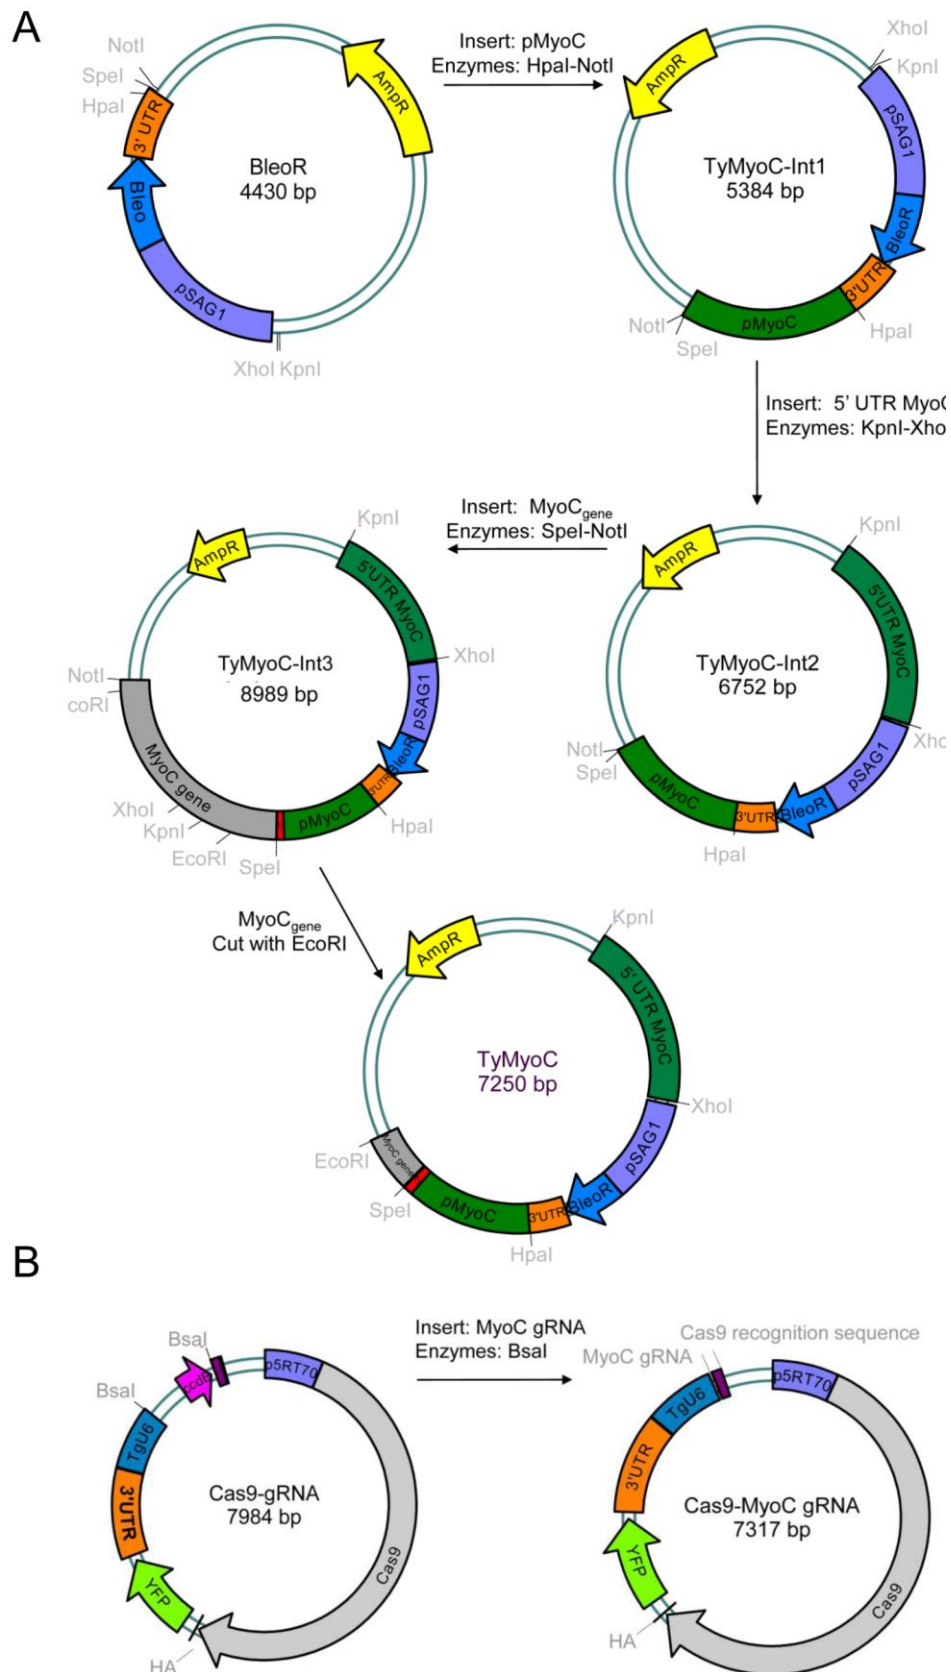 A
NotI
SpeI
HpaI
3' UTR
Bleo
pSAG1
AmpR
BleoR
4430 bp
XhoI KpnI
Insert: pMyoC
Enzymes: HpaI-NotI
AmpR
XhoI
KpnI
pSAG1
BleoR
3'UTR
HpaI
pMyoC
NotI
SpeI
TyMyoC-Int1
5384 bp
Insert: 5' UTR MyoC
Enzymes: KpnI-Xho
AmpR
KpnI
5'UTR MyoC
Xho
pSAG1
BleoR
3'UTR
HpaI
pMyoC
NotI
SpeI
TyMyoC-Int2
6752 bp
Insert: MyoCgene
Enzymes: SpeI-NotI
AmpR
KpnI
5'UTR MyoC
XhoI
pSAG1
BleoR
3'UTR
HpaI
pMyoC
SpeI
EcoRI
KpnI
XhoI
MyoC gene
NotI
coRI
TyMyoC-Int3
8989 bp
MyoCgene
Cut with EcoRI
AmpR
KpnI
5' UTR MyoC
XhoI
pSAG1
BleoR
3'UTR
HpaI
pMyoC
SpeI
MyoC gene
EcoRI
TyMyoC
7250 bp
B
BsaI
BsaI
ccdB
p5RT70
TgU6
3'UTR
YFP
HA
Cas9
Cas9-gRNA
7984 bp
Insert: MyoC gRNA
Enzymes: BsaI
Cas9 recognition sequence
MyoC gRNA
p5RT70
TgU6
3'UTR
YFP
HA
Cas9
Cas9-MyoC gRNA
7317 bp